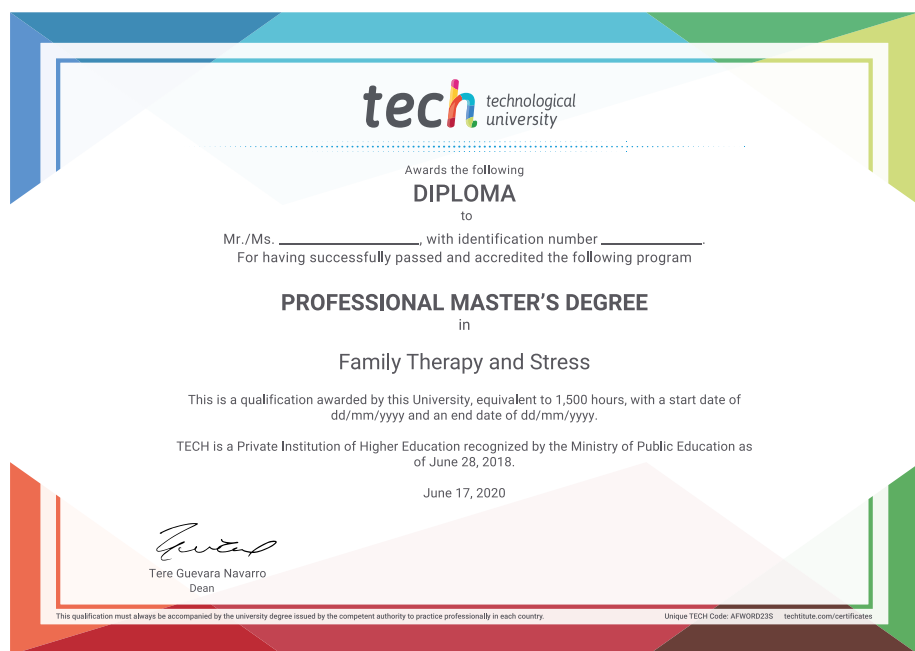 tech technological
university
Awards the following
DIPLOMA
to
Mr./Ms. ____________, with identification number ____________.
For having successfully passed and accredited the following program
PROFESSIONAL MASTER'S DEGREE
in
Family Therapy and Stress
This is a qualification awarded by this University, equivalent to 1,500 hours, with a start date of
dd/mm/yyyy and an end date of dd/mm/yyyy.
TECH is a Private Institution of Higher Education recognized by the Ministry of Public Education as
of June 28, 2018.
June 17, 2020
Tere Guevara Navarro
Dean
This qualification must always be accompanied by the university degree issued by the competent authority to practice professionally in each country.
Unique TECH Code: AFWORD23S techtitute.com/certificates